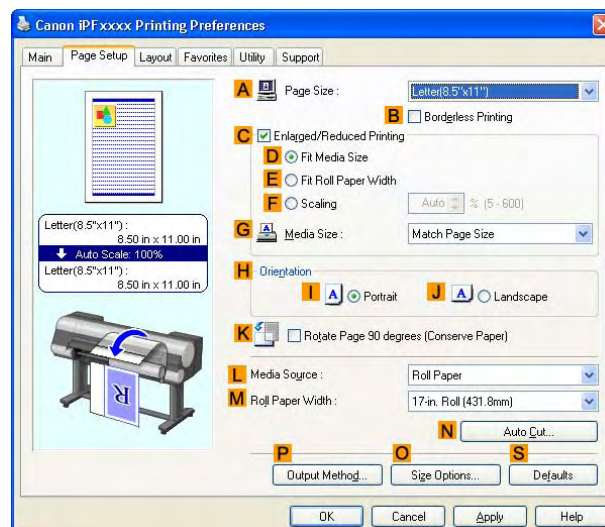 Canon iPFxxxx Printing Preferences
Main Page Setup Layout Favorites Utility Support
A Page Size : Letter(8.5"x11")
B Borderless Printing
C Enlarged/Reduced Printing
D Fit Media Size
E Fit Roll Paper Width
F Scaling Auto % (5 - 600)
G Media Size : Match Page Size
Letter(8.5"x11") :
8.50 in x 11.00 in
Auto Scale: 100%
Letter(8.5"x11") :
8.50 in x 11.00 in
H Orientation
I A Portrait J A Landscape
K Rotate Page 90 degrees (Conserve Paper)
R
L Media Source : Roll Paper
M Roll Paper Width : 17-in. Roll (431.8mm)
N Auto Cut...
P O S
Output Method... Size Options... Defaults
OK Cancel Apply Help